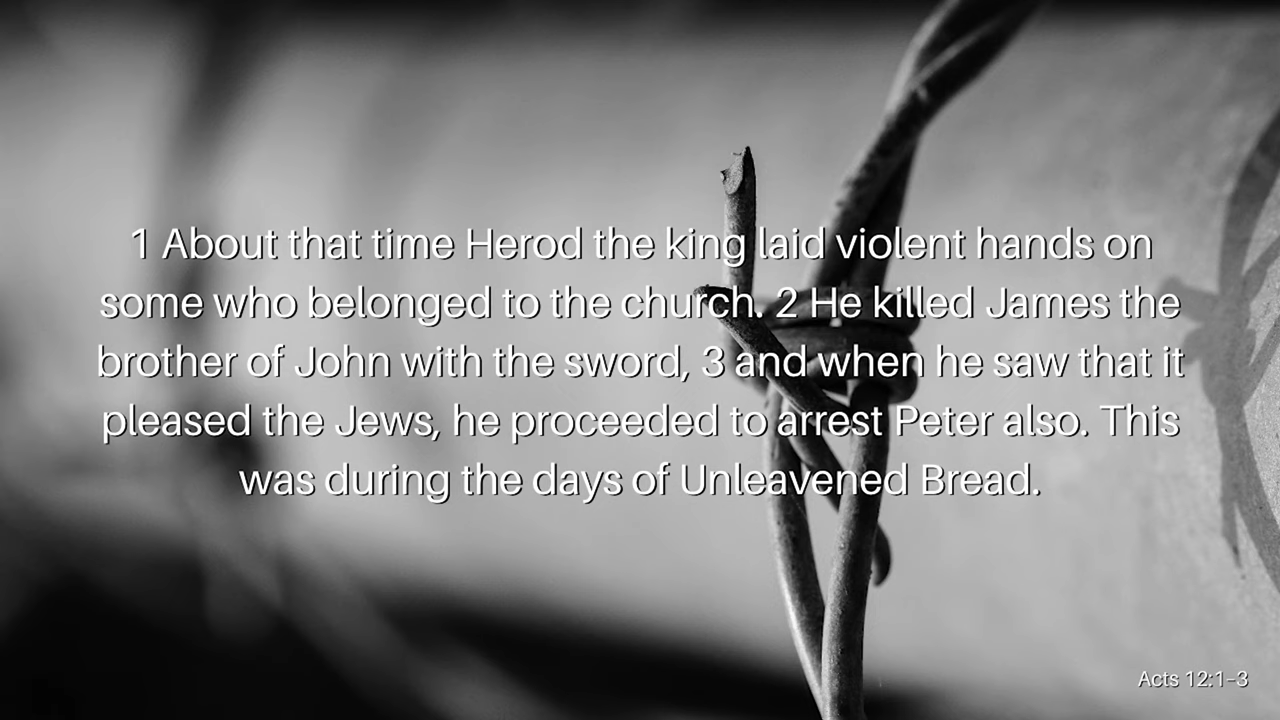 1 About that time Herod the king laid violent hands on
some who belonged to the church. 2 He killed James the
brother of John with the sword, 3 and when he saw that it
pleased the Jews, he proceeded to arrest Peter also. This
was during the days of Unleavened Bread.
Acts 12:1–3